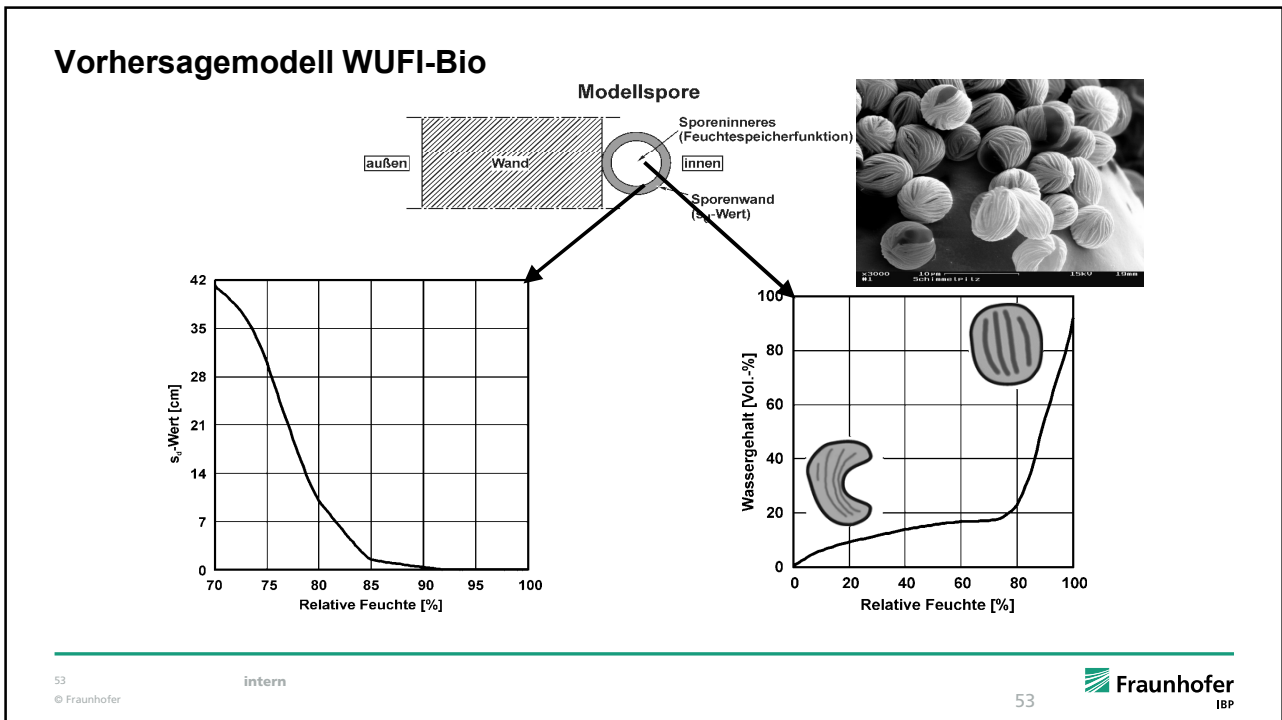 Vorhersagemodell WUFI-Bio
Modellspore
Sporeninneres
(Feuchtespeicherfunktion)
außen
Wand
innen
Sporenwand
(sd-Wert)
x3000 10µm 15kV 19mm
#1 Schimmelpilz
42
35
28
21
14
7
0
sd-Wert [cm]
70 75 80 85 90 95 100
Relative Feuchte [%]
100
80
60
40
20
0
Wassergehalt [Vol.-%]
0 20 40 60 80 100
Relative Feuchte [%]
53 intern
© Fraunhofer
53
Fraunhofer
IBP